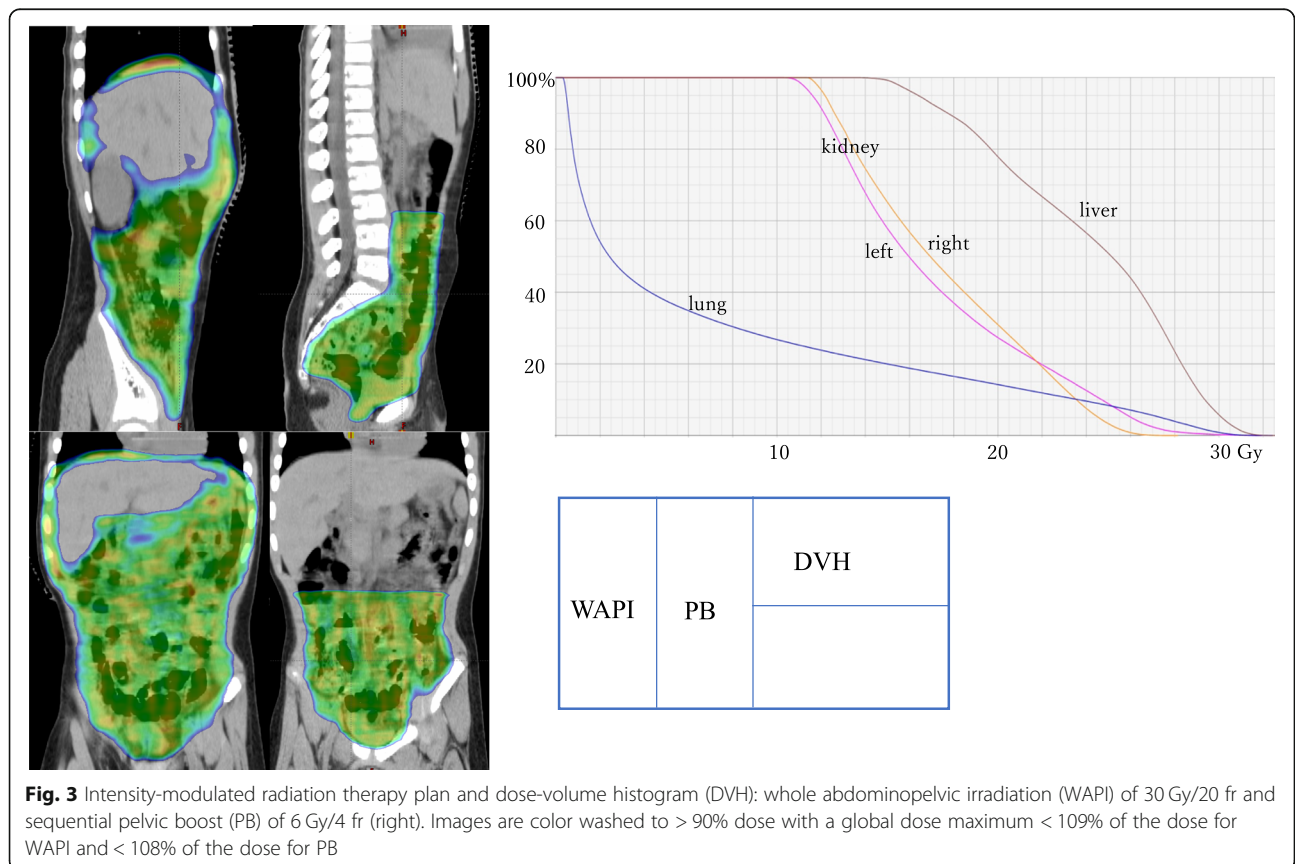 H
H
100%
80
60
40
20
kidney
liver
left
right
lung
10
20
30 Gy
WAPI
PB
DVH
Fig. 3 Intensity-modulated radiation therapy plan and dose-volume histogram (DVH): whole abdominopelvic irradiation (WAPI) of 30 Gy/20 fr and
sequential pelvic boost (PB) of 6 Gy/4 fr (right). Images are color washed to > 90% dose with a global dose maximum < 109% of the dose for
WAPI and < 108% of the dose for PB